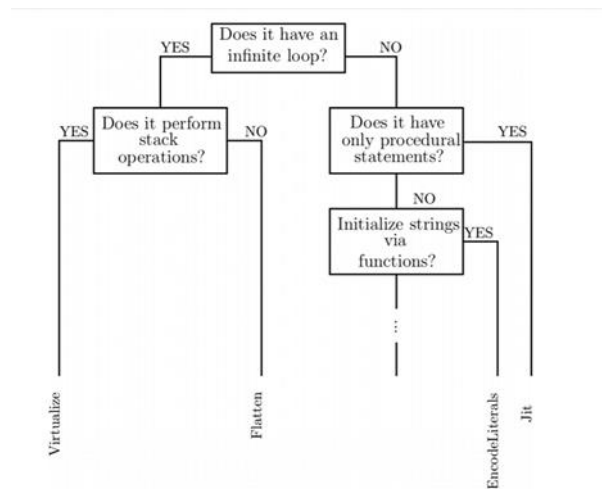 Does it have an
infinite loop?
YES
NO
Does it perform
stack
operations?
YES
NO
Does it have
only procedural
statements?
YES
NO
Initialize strings
via
functions?
YES
...
Virtualize
Flatten
EncodeLiterals
Jit